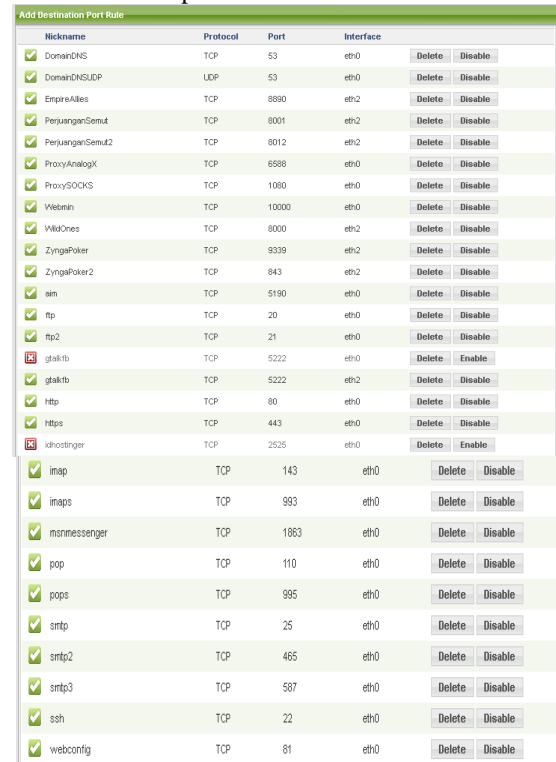 Add Destination Port Rule
Nickname Protocol Port Interface
DomainDNS TCP 53 eth0 Delete Disable
DomainDNSUDP UDP 53 eth0 Delete Disable
EmpireAllies TCP 8890 eth2 Delete Disable
PerjuanganSemut TCP 8001 eth2 Delete Disable
PerjuanganSemut2 TCP 8012 eth2 Delete Disable
ProxyAnalogX TCP 6588 eth0 Delete Disable
ProxySOCKS TCP 1080 eth0 Delete Disable
Webmin TCP 10000 eth0 Delete Disable
WildOnes TCP 8000 eth2 Delete Disable
ZyngaPoker TCP 9339 eth2 Delete Disable
ZyngaPoker2 TCP 843 eth2 Delete Disable
aim TCP 5190 eth0 Delete Disable
ftp TCP 20 eth0 Delete Disable
ftp2 TCP 21 eth0 Delete Disable
gtalkfb TCP 5222 eth0 Delete Enable
gtalkfb TCP 5222 eth2 Delete Disable
http TCP 80 eth0 Delete Disable
https TCP 443 eth0 Delete Disable
idhostinger TCP 2525 eth0 Delete Enable
imap TCP 143 eth0 Delete Disable
imaps TCP 993 eth0 Delete Disable
msnmessenger TCP 1863 eth0 Delete Disable
pop TCP 110 eth0 Delete Disable
pops TCP 995 eth0 Delete Disable
smtp TCP 25 eth0 Delete Disable
smtp2 TCP 465 eth0 Delete Disable
smtp3 TCP 587 eth0 Delete Disable
ssh TCP 22 eth0 Delete Disable
webconfig TCP 81 eth0 Delete Disable